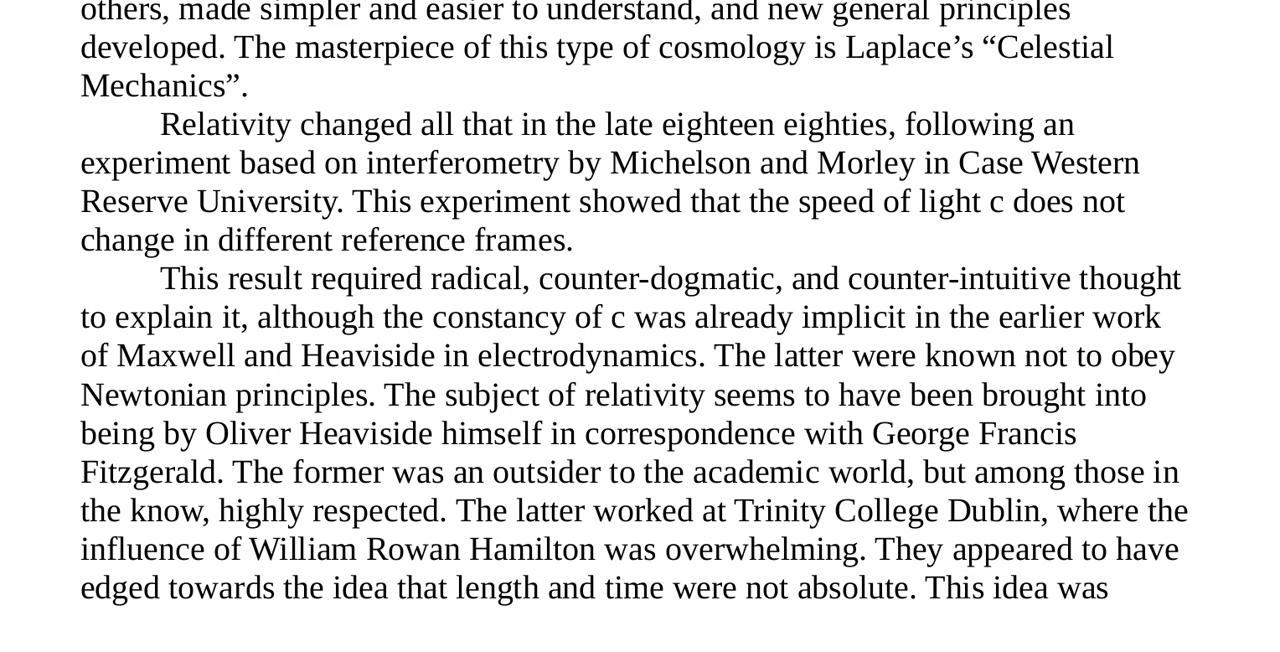 others, made simpler and easier to understand, and new general principles
developed. The masterpiece of this type of cosmology is Laplace’s “Celestial
Mechanics”.
Relativity changed all that in the late eighteen eighties, following an
experiment based on interferometry by Michelson and Morley in Case Western
Reserve University. This experiment showed that the speed of light c does not
change in different reference frames.
This result required radical, counter-dogmatic, and counter-intuitive thought
to explain it, although the constancy of c was already implicit in the earlier work
of Maxwell and Heaviside in electrodynamics. The latter were known not to obey
Newtonian principles. The subject of relativity seems to have been brought into
being by Oliver Heaviside himself in correspondence with George Francis
Fitzgerald. The former was an outsider to the academic world, but among those in
the know, highly respected. The latter worked at Trinity College Dublin, where the
influence of William Rowan Hamilton was overwhelming. They appeared to have
edged towards the idea that length and time were not absolute. This idea was